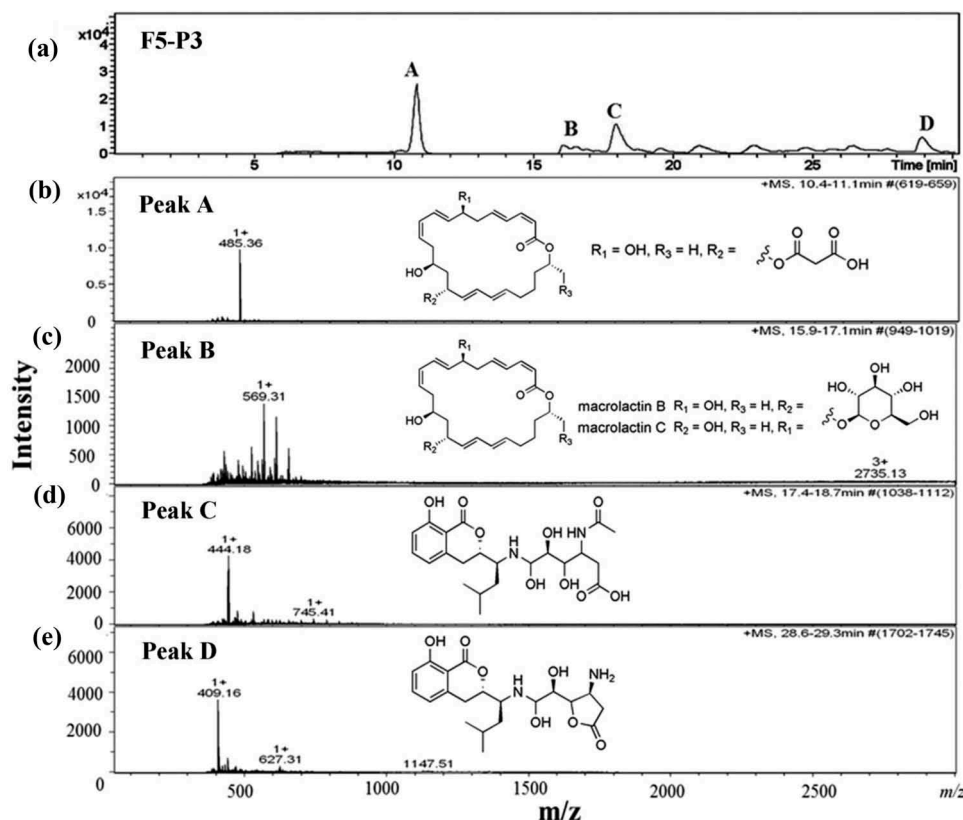 (a)
F5-P3
x10⁴
4
3
2
1
0
A
B
C
D
5
10
15
20
25
Time [min]
(b)
Peak A
+MS, 10.4-11.1min #(619-659)
x10⁴
1.5
1.0
0.5
0
1+
485.36
R₁
O
O
HO
R₂
R₃
R₁ = OH, R₃ = H, R₂ =
O O
O OH
(c)
Peak B
+MS, 15.9-17.1min #(949-1019)
2000
1500
1000
500
0
1+
569.31
R₁
O
O
HO
R₂
R₃
macrolactin B R₁ = OH, R₃ = H, R₂ =
macrolactin C R₂ = OH, R₃ = H, R₁ =
OH
HO OH
O O OH
3+
2735.13
Intensity
(d)
Peak C
+MS, 17.4-18.7min #(1038-1112)
6000
4000
2000
0
1+
444.18
1+
745.41
OH O
O
H
N
OH
HN
O
OH OH
O OH
(e)
Peak D
+MS, 28.6-29.3min #(1702-1745)
6000
4000
2000
0
1+
409.16
1+
627.31
1147.51
OH O
O
H
N
OH NH₂
OH O
O
500
1000
1500
2000
2500
m/z
m/z